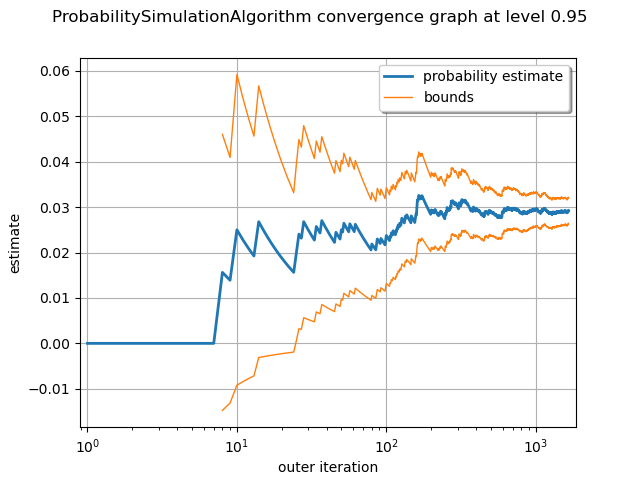 ProbabilitySimulationAlgorithm convergence graph at level 0.95
probability estimate
bounds
0.06
0.05
0.04
0.03
0.02
0.01
0.00
−0.01
estimate
10⁰ 10¹ 10² 10³
outer iteration